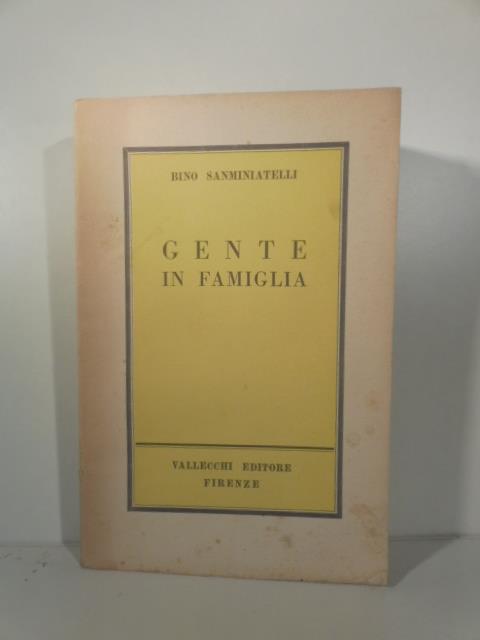 BINO SANMINIATELLI
GENTE
IN FAMIGLIA
VALLECCHI EDITORE
FIRENZE